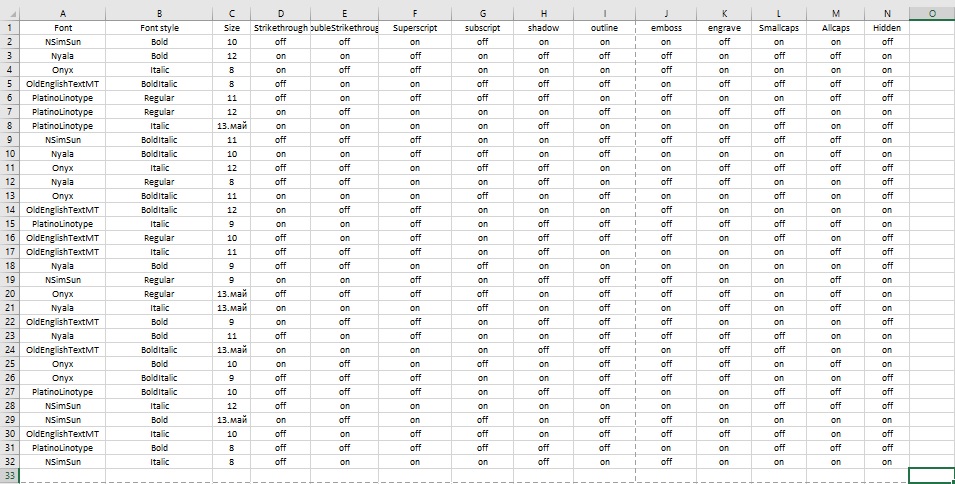 A B C D E F G H I J K L M N O
1 Font Font style Size Strikethrough oubleStrikethroug Superscript subscript shadow outline emboss engrave Smallcaps Allcaps Hidden
2 NSimSun Bold 10 off off on on off on on off on on off
3 Nyala Bold 12 on on off on on on off on off off on
4 Onyx Italic 8 on off off on on off off off off off on
5 OldEnglishTextMT BoldItalic 8 off on off off on off on on off on off
6 PlatinoLinotype Regular 11 off on on off off on off on on off off
7 PlatinoLinotype Regular 12 on off off on on off on off off on off
8 PlatinoLinotype Italic 13.май on on on on off on on on on off on
9 NSimSun BoldItalic 11 off off off on off off on on off off on
10 Nyala BoldItalic 10 on on off off on off off on on on on
11 Onyx Italic 12 off off on on off off on off off on off
12 Nyala Regular 8 off off on on off on off off on on off
13 Onyx BoldItalic 11 on on on off on on off on off on off
14 OldEnglishTextMT BoldItalic 12 on off off on on on off off on off off
15 PlatinoLinotype Italic 9 off on off on off off off off off on on
16 OldEnglishTextMT Regular 10 off off on off off off off off on on off
17 OldEnglishTextMT Italic 11 off off on off off off off on off off on
18 Nyala Bold 9 off on off off on on on on on off off
19 NSimSun Regular 9 on on on off on on off on off off on
20 Onyx Regular 13.май off off off off on off off on on off off
21 Nyala Italic 13.май on off on off on on off off on on on
22 OldEnglishTextMT Bold 9 on off off on off off off on on on off
23 Nyala Bold 11 off off off on on off on off off on on
24 OldEnglishTextMT BoldItalic 13.май on on on on off off on off off on off
25 Onyx Bold 10 on off on off on off off off on off on
26 Onyx BoldItalic 9 off off off on off on off on on on off
27 PlatinoLinotype BoldItalic 10 off off off on on on on on off off off
28 NSimSun Italic 12 off on on on on on on on on off off
29 NSimSun Bold 13.май on off on off on off off on off on on
30 OldEnglishTextMT Italic 10 off on off off on on off off on on off
31 PlatinoLinotype Bold 8 on off off off off off on on off off off
32 NSimSun Italic 8 off on on on off on off on on on on
33